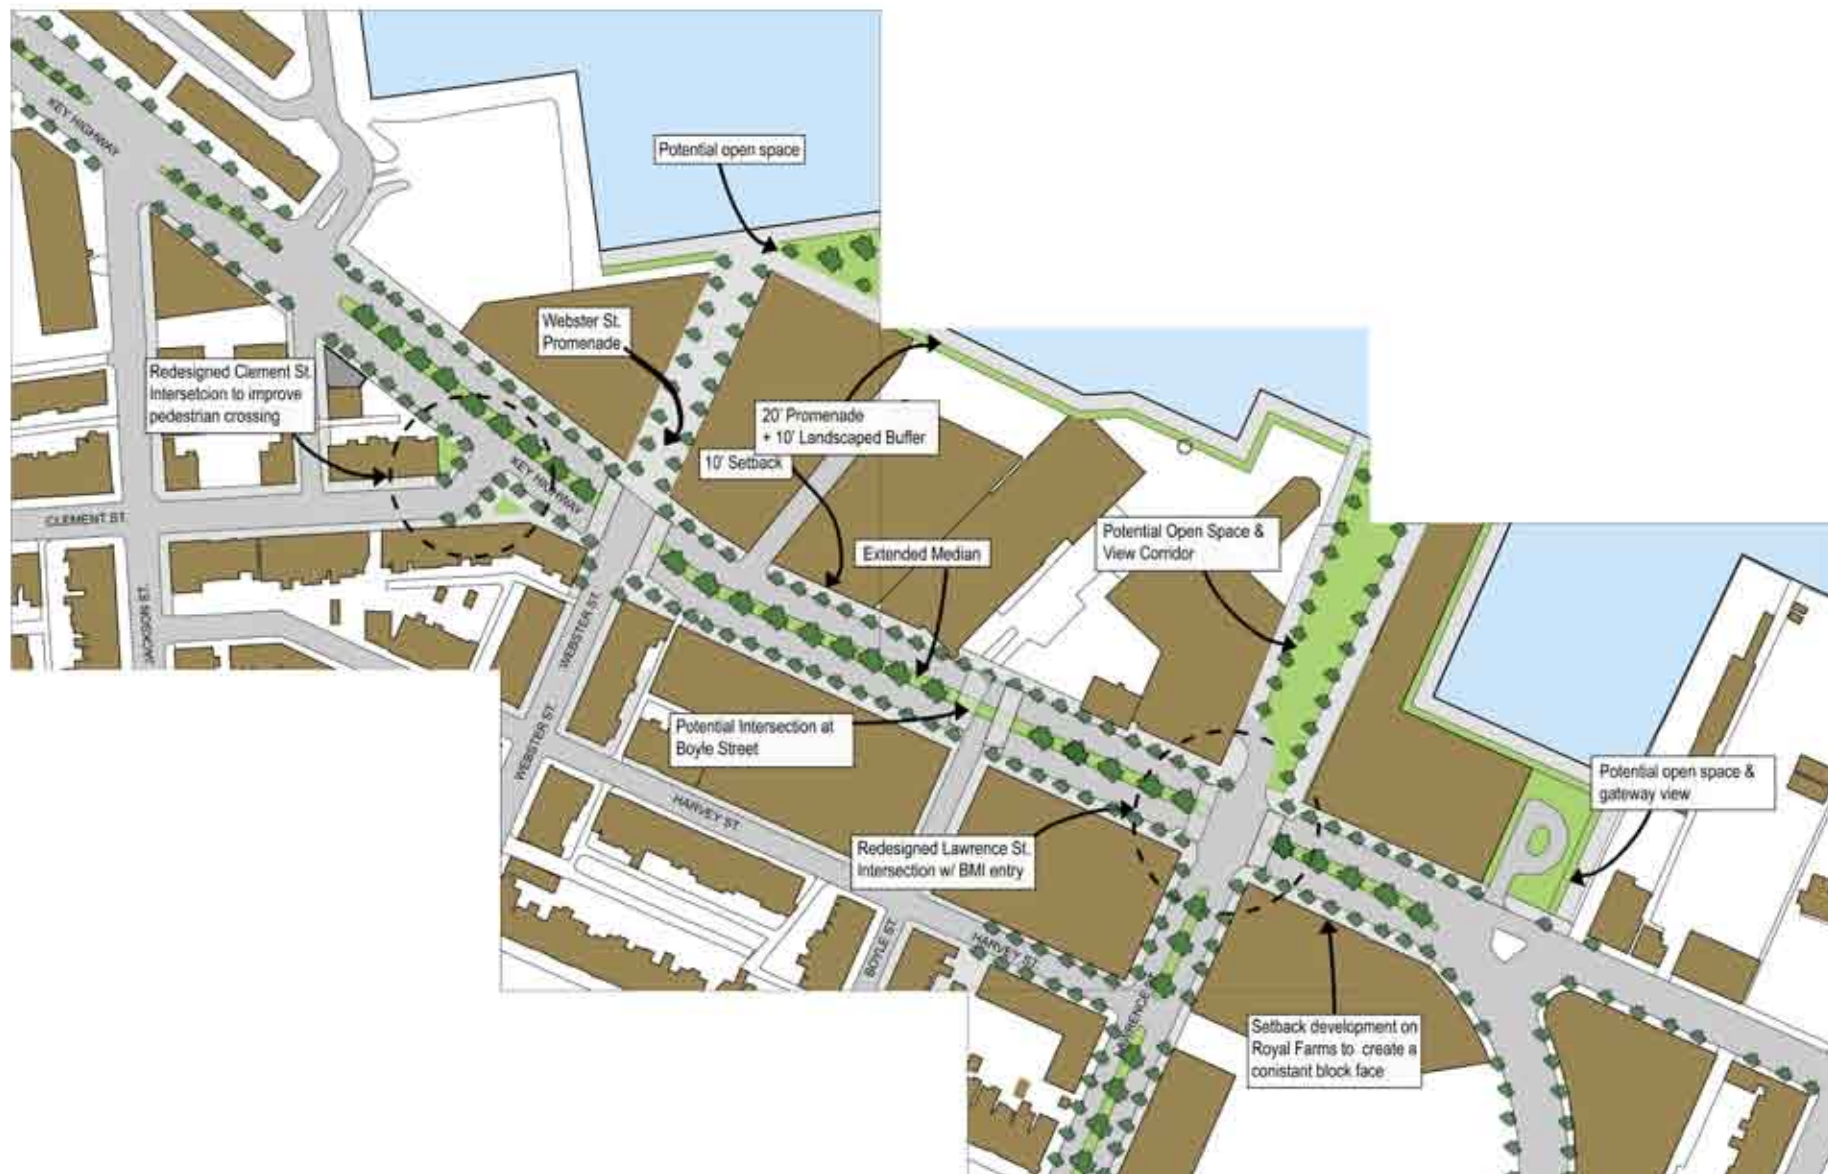 KEY HIGHWAY
Potential open space
Webster St.
Promenade
Redesigned Clement St.
Intersetcion to improve
pedestrian crossing
20' Promenade
+ 10' Landscaped Buffer
10' Setback
KEY HIGHWAY
CLEMENT ST.
Extended Median
Potential Open Space &
View Corridor
JACKSON ST.
WEBSTER ST.
WEBSTER ST.
Potential Intersection at
Boyle Street
Potential open space &
gateway view
HARVEY ST.
Redesigned Lawrence St.
Intersection w/ BMI entry
BOYLE ST.
HARVEY ST.
Setback development on
Royal Farms to create a
conistant block face